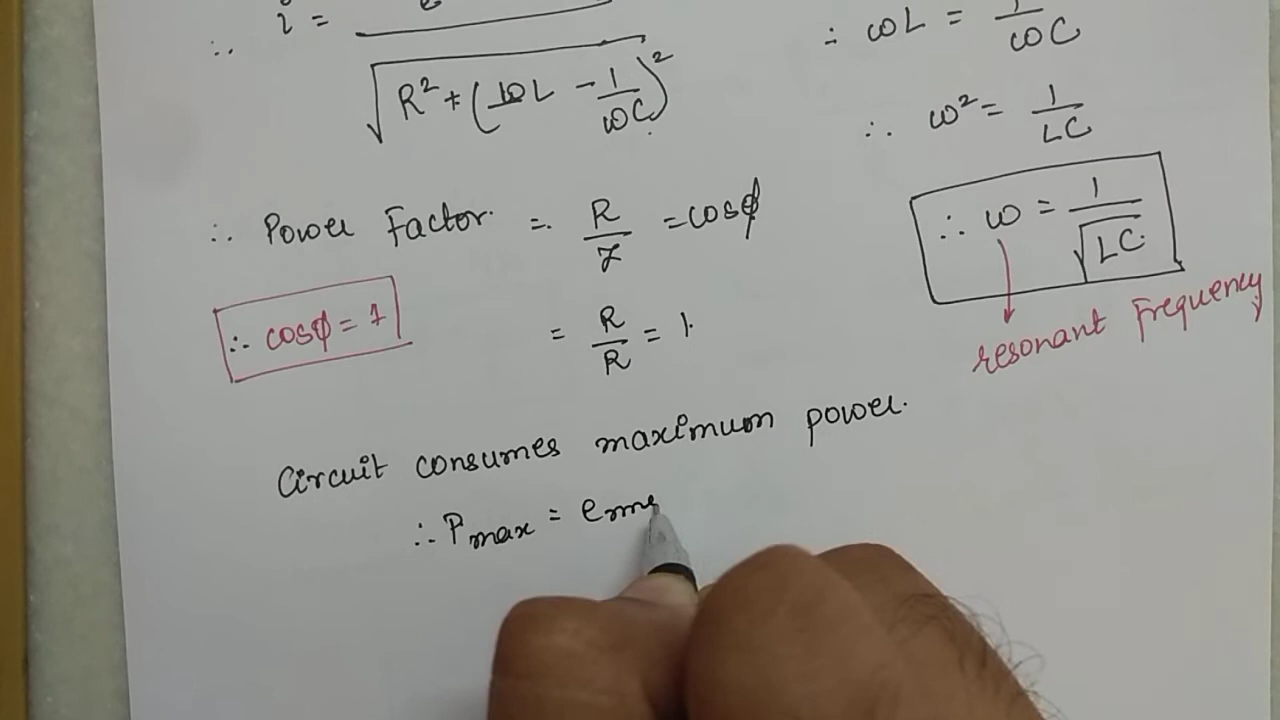 ∴ i = e / √(R² + (ωL − 1/ωC)²)
∴ ωL = 1/ωC
∴ ω² = 1/LC
∴ ω = 1/√LC
resonant Frequency
∴ Power Factor = R/Z = cosφ
= R/R = 1.
∴ cosφ = 1
Circuit consumes maximum power.
∴ Pmax = erms